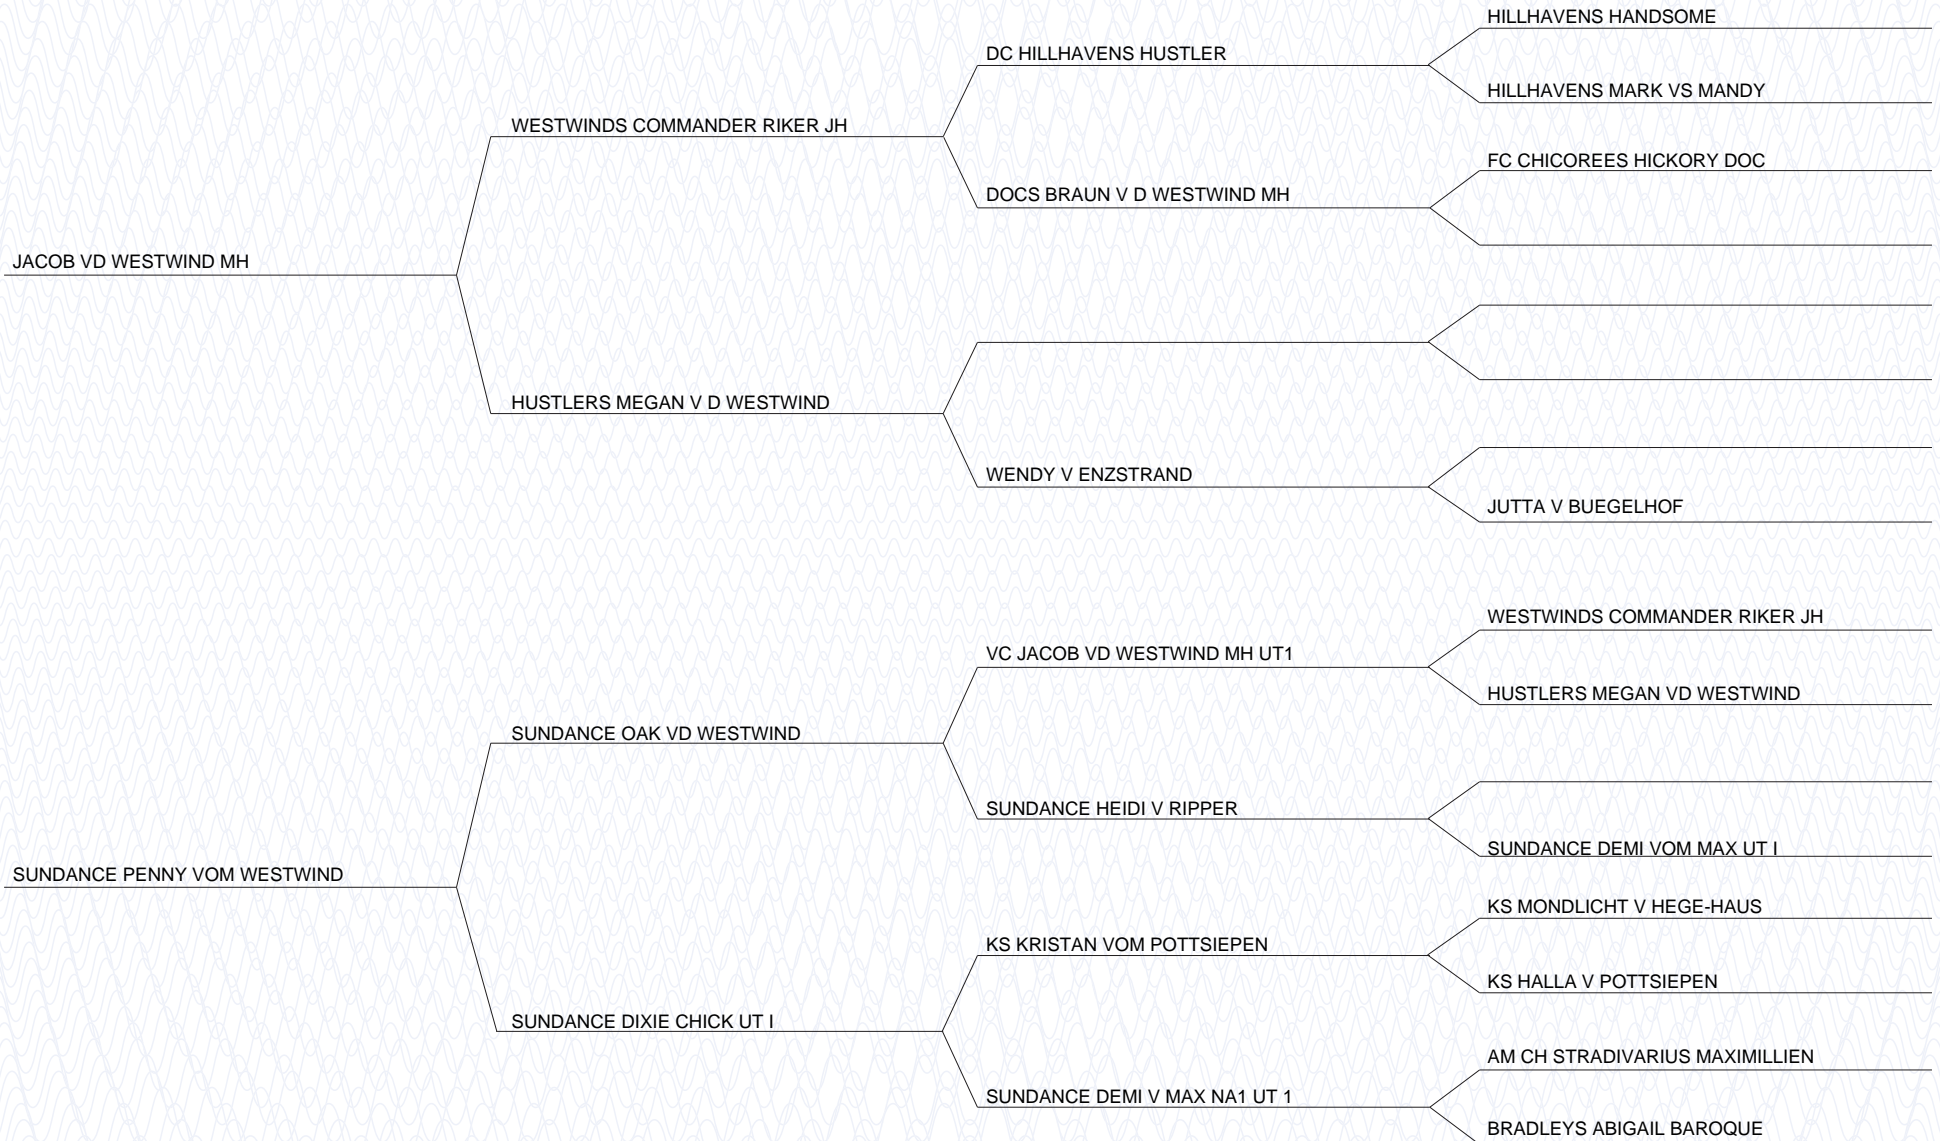 HILLHAVENS HANDSOME
DC HILLHAVENS HUSTLER
HILLHAVENS MARK VS MANDY
WESTWINDS COMMANDER RIKER JH
FC CHICOREES HICKORY DOC
DOCS BRAUN V D WESTWIND MH
JACOB VD WESTWIND MH
HUSTLERS MEGAN V D WESTWIND
WENDY V ENZSTRAND
JUTTA V BUEGELHOF
WESTWINDS COMMANDER RIKER JH
VC JACOB VD WESTWIND MH UT1
HUSTLERS MEGAN VD WESTWIND
SUNDANCE OAK VD WESTWIND
SUNDANCE HEIDI V RIPPER
SUNDANCE DEMI VOM MAX UT I
SUNDANCE PENNY VOM WESTWIND
KS MONDLICHT V HEGE-HAUS
KS KRISTAN VOM POTTSIEPEN
KS HALLA V POTTSIEPEN
SUNDANCE DIXIE CHICK UT I
AM CH STRADIVARIUS MAXIMILLIEN
SUNDANCE DEMI V MAX NA1 UT 1
BRADLEYS ABIGAIL BAROQUE